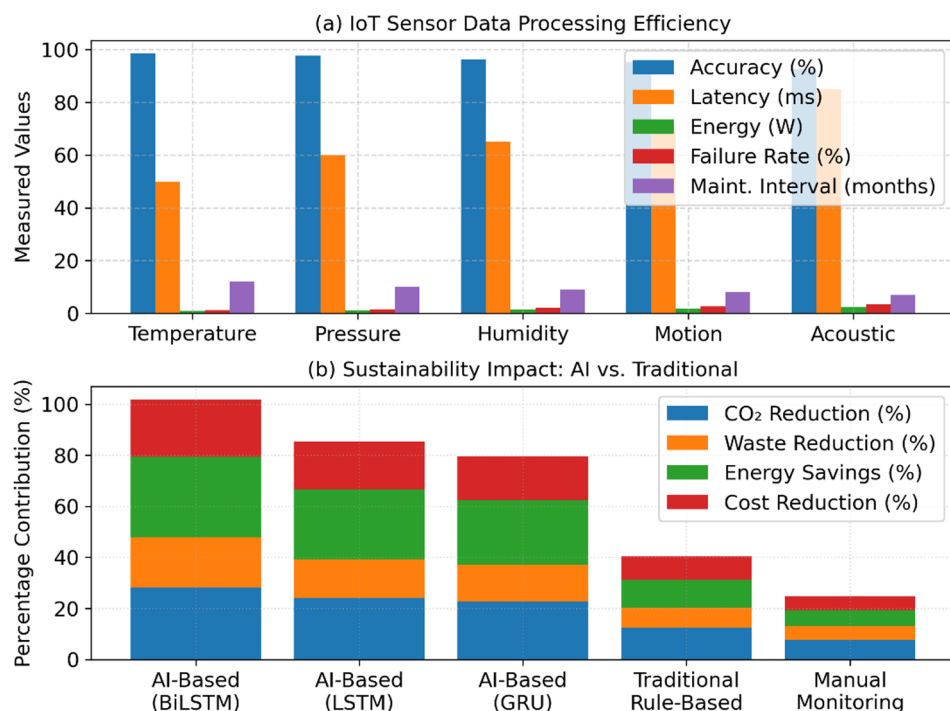 (a) IoT Sensor Data Processing Efficiency
Measured Values
100
80
60
40
20
0
Accuracy (%)
Latency (ms)
Energy (W)
Failure Rate (%)
Maint. Interval (months)
Temperature
Pressure
Humidity
Motion
Acoustic
(b) Sustainability Impact: AI vs. Traditional
Percentage Contribution (%)
100
80
60
40
20
0
CO₂ Reduction (%)
Waste Reduction (%)
Energy Savings (%)
Cost Reduction (%)
AI-Based
(BiLSTM)
AI-Based
(LSTM)
AI-Based
(GRU)
Traditional
Rule-Based
Manual
Monitoring